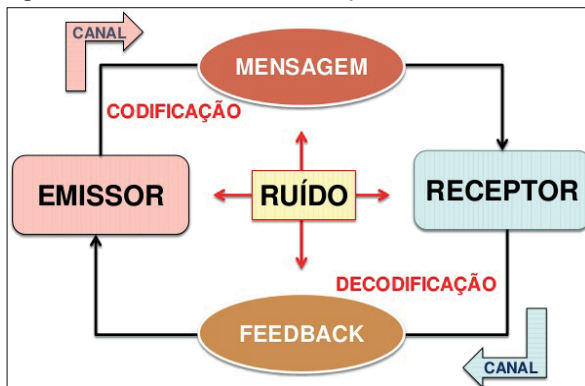 CANAL
MENSAGEM
CODIFICAÇÃO
EMISSOR
RUÍDO
RECEPTOR
DECODIFICAÇÃO
FEEDBACK
CANAL